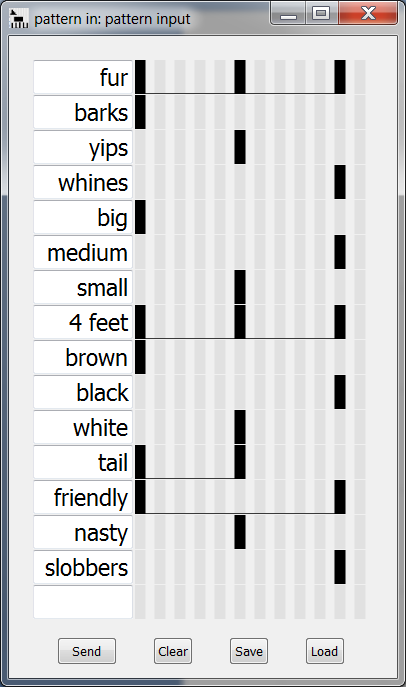 pattern in: pattern input
fur
barks
yips
whines
big
medium
small
4 feet
brown
black
white
tail
friendly
nasty
slobbers
Send Clear Save Load